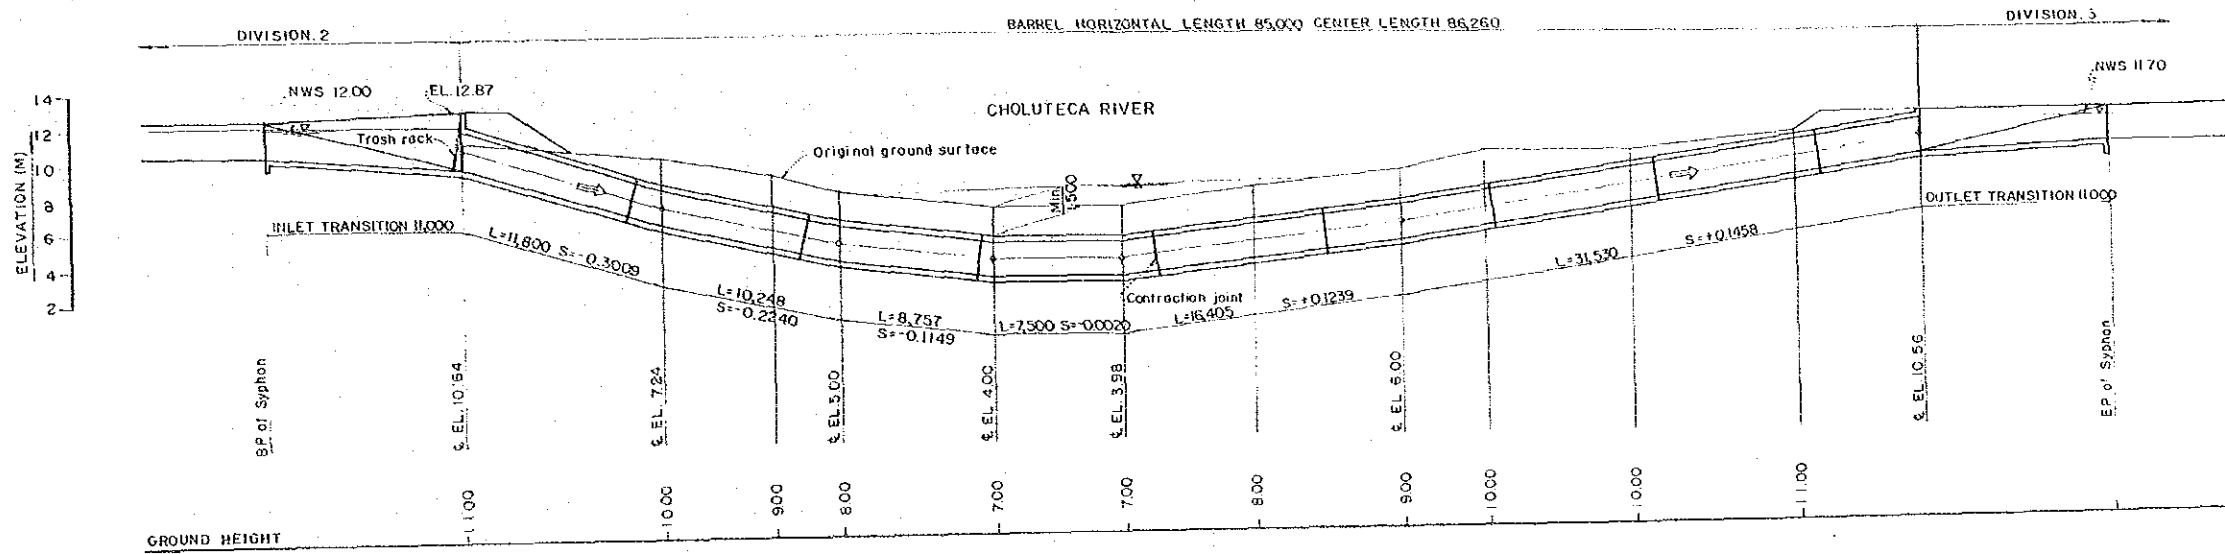 DIVISION. 2
BARREL HORIZONTAL LENGTH 85,000 CENTER LENGTH 86,260
DIVISION. 3
NWS 12.00
EL. 12.87
CHOLUTECA RIVER
NWS 11.70
14
12
10
8
6
4
2
ELEVATION (M)
Trash rack
Original ground surface
Min
1,500
INLET TRANSITION 11,000
OUTLET TRANSITION 11,000
L=11,800 S=-0.3009
L=10,248
S=-0.2240
L=8,757
S=-0.1149
L=7,500 S=-0.0020
Contraction joint
L=16,405
S=+0.1239
L=31,530
S=+0.1458
B.P. of Syphon
℄ EL. 10.64
℄ EL. 7.24
℄ EL. 5.00
℄ EL. 4.00
℄ EL. 3.98
℄ EL. 6.00
℄ EL. 10.56
E.P. of Syphon
GROUND HEIGHT
11.00
10.00
9.00
8.00
7.00
7.00
8.00
9.00
10.00
10.00
11.00